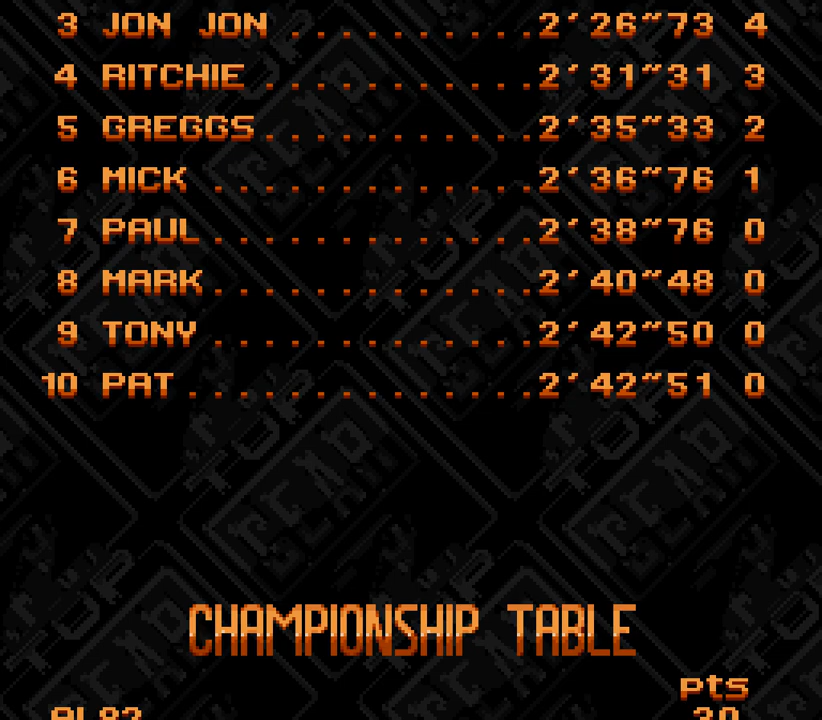 3 JON JON ..........2'26"73 4
4 RITCHIE...........2'31"31 3
5 GREGGS...........2'35"33 2
6 MICK .............2'36"76 1
7 PAUL.............2'38"76 0
8 MARK.............2'40"48 0
9 TONY.............2'42"50 0
10 PAT..............2'42"51 0
CHAMPIONSHIP TABLE
pts